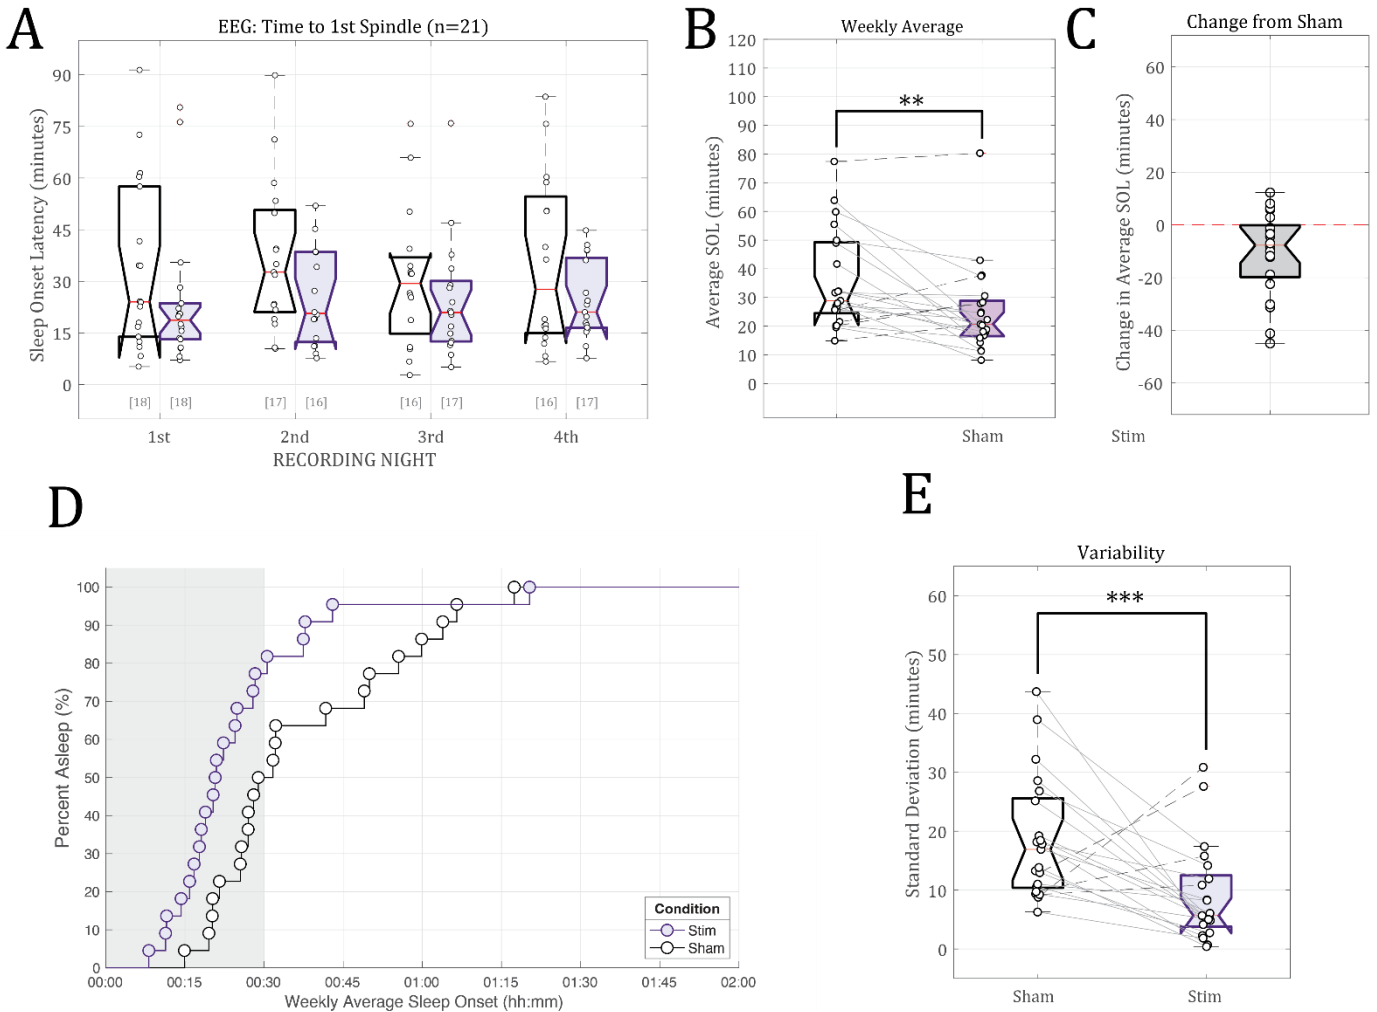 A
EEG: Time to 1st Spindle (n=21)
Sleep Onset Latency (minutes)
90
75
60
45
30
15
0
[18] [18] [17] [16] [16] [17] [16] [17]
1st 2nd 3rd 4th
RECORDING NIGHT
B
Weekly Average
Average SOL (minutes)
120
110
100
90
80
70
60
50
40
30
20
10
0
**
Sham Stim
C
Change from Sham
Change in Average SOL (minutes)
60
40
20
0
-20
-40
-60
D
Percent Asleep (%)
100
90
80
70
60
50
40
30
20
10
0
00:00 00:15 00:30 00:45 01:00 01:15 01:30 01:45 02:00
Weekly Average Sleep Onset (hh:mm)
Condition
Stim
Sham
E
Variability
Standard Deviation (minutes)
60
50
40
30
20
10
0
***
Sham Stim